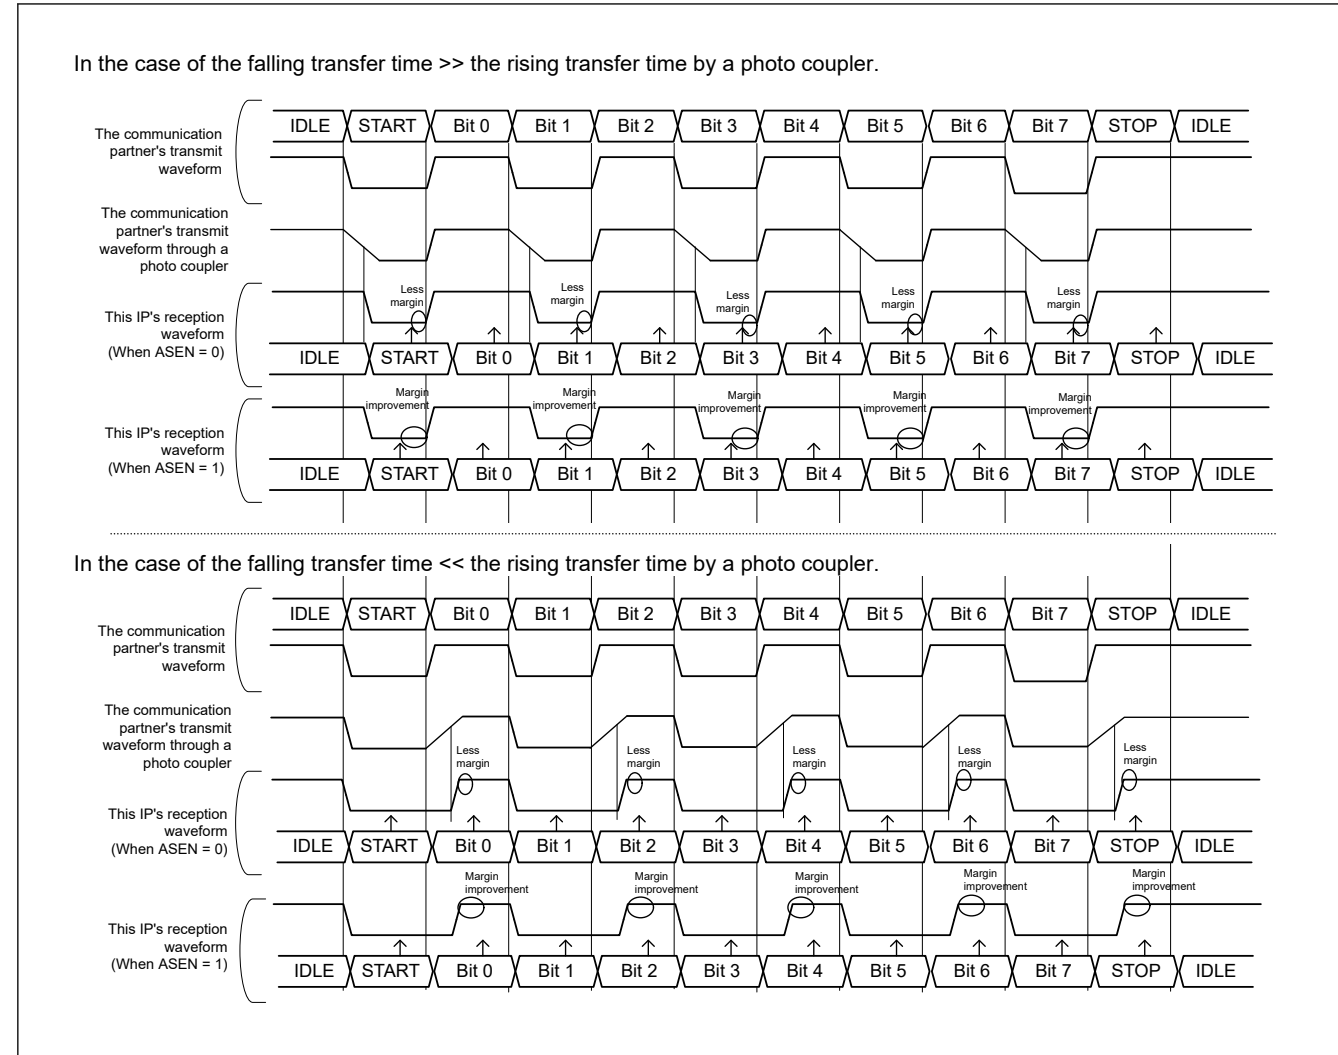 In the case of the falling transfer time >> the rising transfer time by a photo coupler.
The communication
partner's transmit
waveform
IDLE START Bit 0 Bit 1 Bit 2 Bit 3 Bit 4 Bit 5 Bit 6 Bit 7 STOP IDLE
The communication
partner's transmit
waveform through a
photo coupler
Less
margin
Less
margin
Less
margin
Less
margin
Less
margin
This IP's reception
waveform
(When ASEN = 0)
IDLE START Bit 0 Bit 1 Bit 2 Bit 3 Bit 4 Bit 5 Bit 6 Bit 7 STOP IDLE
Margin
improvement
Margin
improvement
Margin
improvement
Margin
improvement
Margin
improvement
This IP's reception
waveform
(When ASEN = 1)
IDLE START Bit 0 Bit 1 Bit 2 Bit 3 Bit 4 Bit 5 Bit 6 Bit 7 STOP IDLE
In the case of the falling transfer time << the rising transfer time by a photo coupler.
The communication
partner's transmit
waveform
IDLE START Bit 0 Bit 1 Bit 2 Bit 3 Bit 4 Bit 5 Bit 6 Bit 7 STOP IDLE
The communication
partner's transmit
waveform through a
photo coupler
Less
margin
Less
margin
Less
margin
Less
margin
Less
margin
This IP's reception
waveform
(When ASEN = 0)
IDLE START Bit 0 Bit 1 Bit 2 Bit 3 Bit 4 Bit 5 Bit 6 Bit 7 STOP IDLE
Margin
improvement
Margin
improvement
Margin
improvement
Margin
improvement
Margin
improvement
This IP's reception
waveform
(When ASEN = 1)
IDLE START Bit 0 Bit 1 Bit 2 Bit 3 Bit 4 Bit 5 Bit 6 Bit 7 STOP IDLE